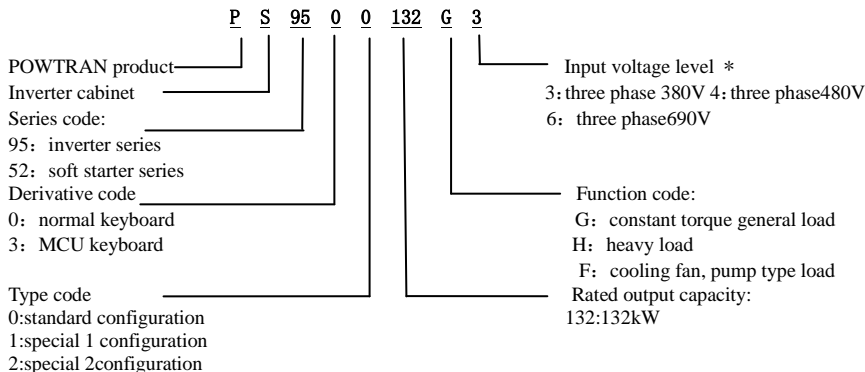 P S 95 0 0 132 G 3
POWTRAN product
Inverter cabinet
Series code:
95：inverter series
52：soft starter series
Derivative code
0：normal keyboard
3：MCU keyboard
Type code
0:standard configuration
1:special 1 configuration
2:special 2configuration
Input voltage level *
3：three phase 380V 4：three phase480V
6：three phase690V
Function code:
G：constant torque general load
H：heavy load
F：cooling fan, pump type load
Rated output capacity:
132:132kW